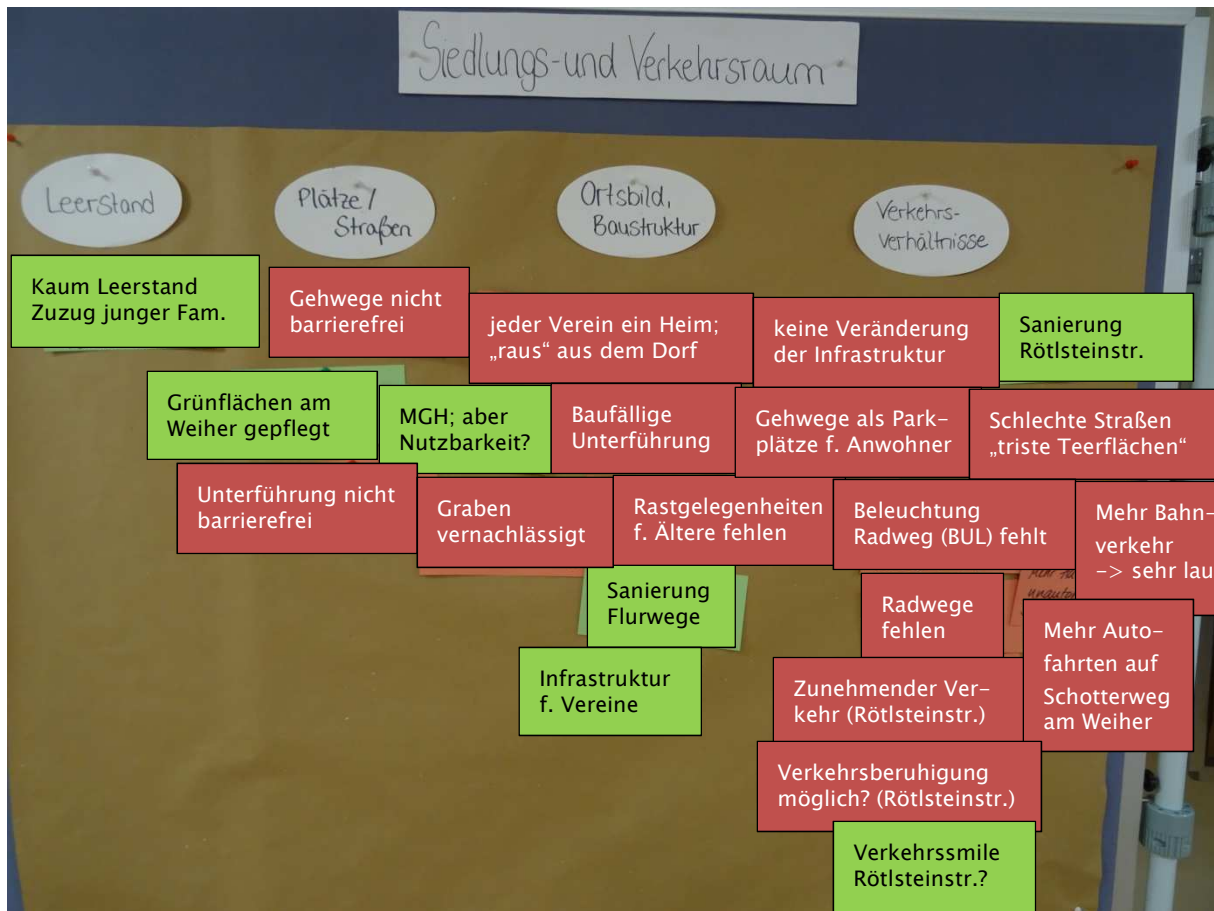 Siedlungs- und Verkehrsraum
Leerstand
Plätze /
Straßen
Ortsbild,
Baustruktur
Verkehrs-
verhältnisse
Kaum Leerstand
Zuzug junger Fam.
Gehwege nicht
barrierefrei
jeder Verein ein Heim;
„raus“ aus dem Dorf
keine Veränderung
der Infrastruktur
Sanierung
Rötlsteinstr.
Grünflächen am
Weiher gepflegt
MGH; aber
Nutzbarkeit?
Baufällige
Unterführung
Gehwege als Park-
plätze f. Anwohner
Schlechte Straßen
„triste Teerflächen“
Unterführung nicht
barrierefrei
Graben
vernachlässigt
Rastgelegenheiten
f. Ältere fehlen
Beleuchtung
Radweg (BUL) fehlt
Mehr Bahn-
verkehr
-> sehr lau
Sanierung
Flurwege
Radwege
fehlen
Mehr Auto-
fahrten auf
Schotterweg
am Weiher
Infrastruktur
f. Vereine
Zunehmender Ver-
kehr (Rötlsteinstr.)
Verkehrsberuhigung
möglich? (Rötlsteinstr.)
Verkehrssmile
Rötlsteinstr.?